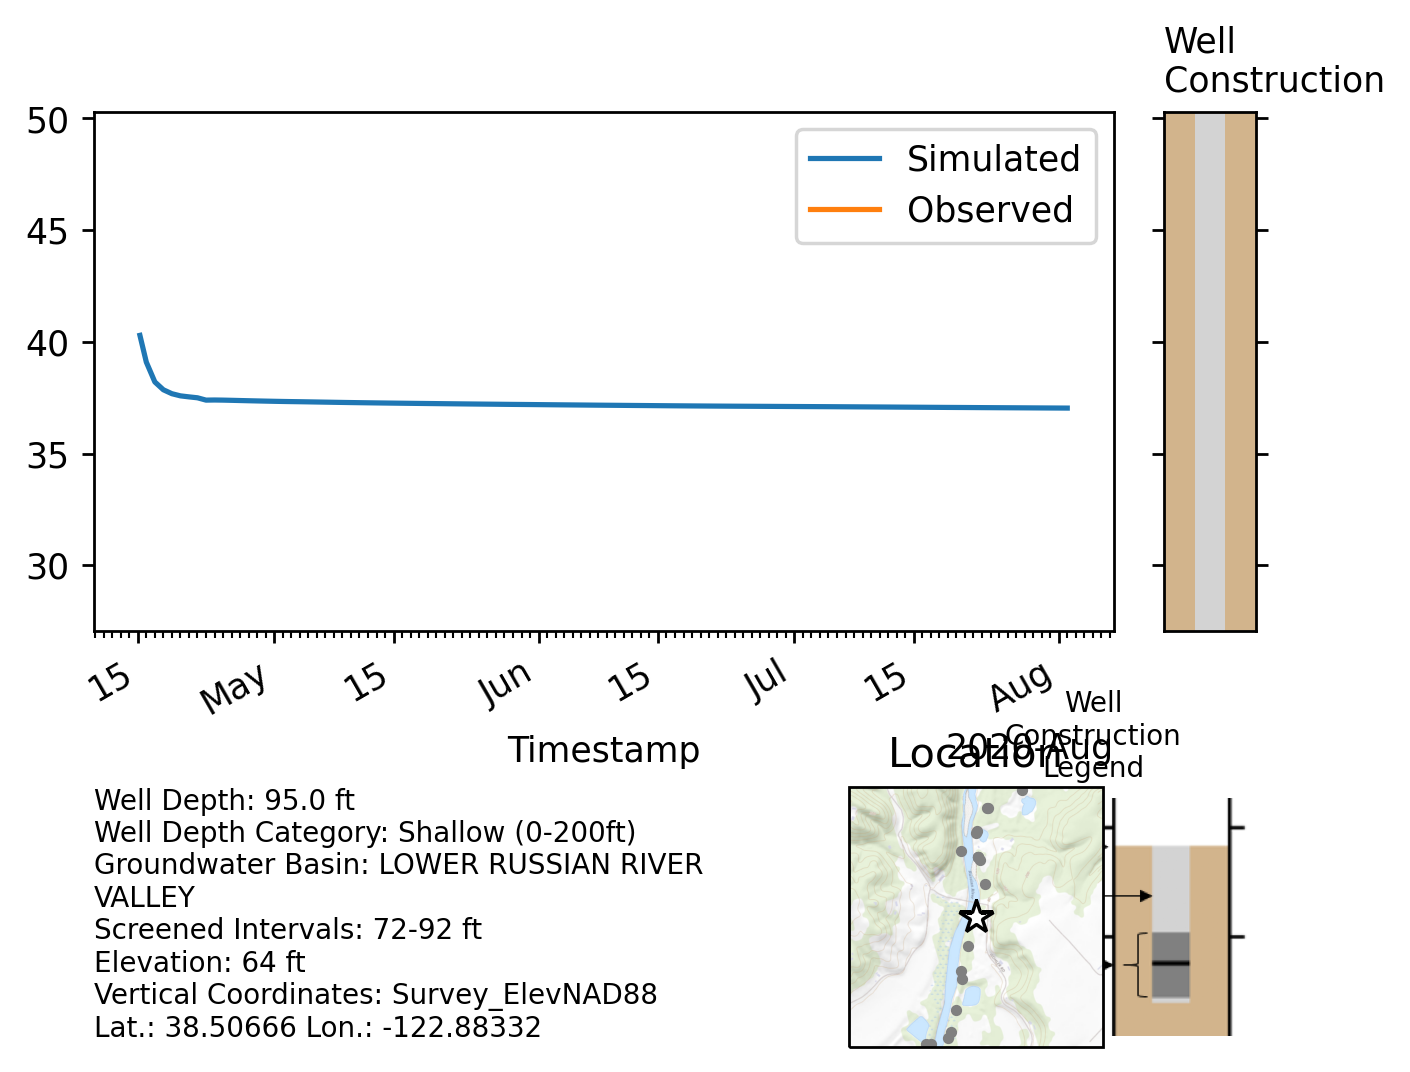 Well
Construction
50
45
40
35
30
Simulated
Observed
15
May
15
Jun
15
Jul
15
Aug
Timestamp
2020-Aug
Well
Construction
Legend
Location
Well Depth: 95.0 ft
Well Depth Category: Shallow (0-200ft)
Groundwater Basin: LOWER RUSSIAN RIVER
VALLEY
Screened Intervals: 72-92 ft
Elevation: 64 ft
Vertical Coordinates: Survey_ElevNAD88
Lat.: 38.50666 Lon.: -122.88332